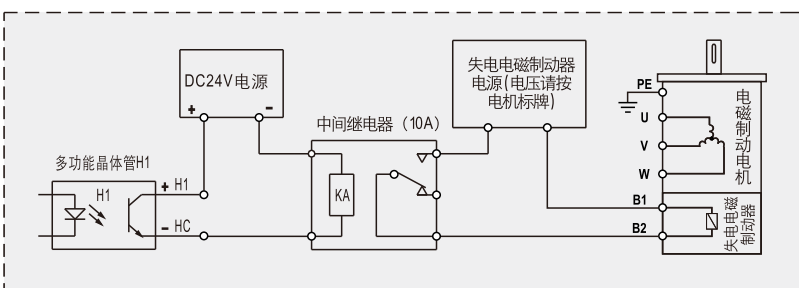 DC24V电源
+
-
失电电磁制动器
电源(电压请按
电机标牌)
中间继电器（10A）
多功能晶体管H1
H1
+ H1
- HC
KA
PE
U
V
W
B1
B2
电磁制动电机
失电电磁
制动器